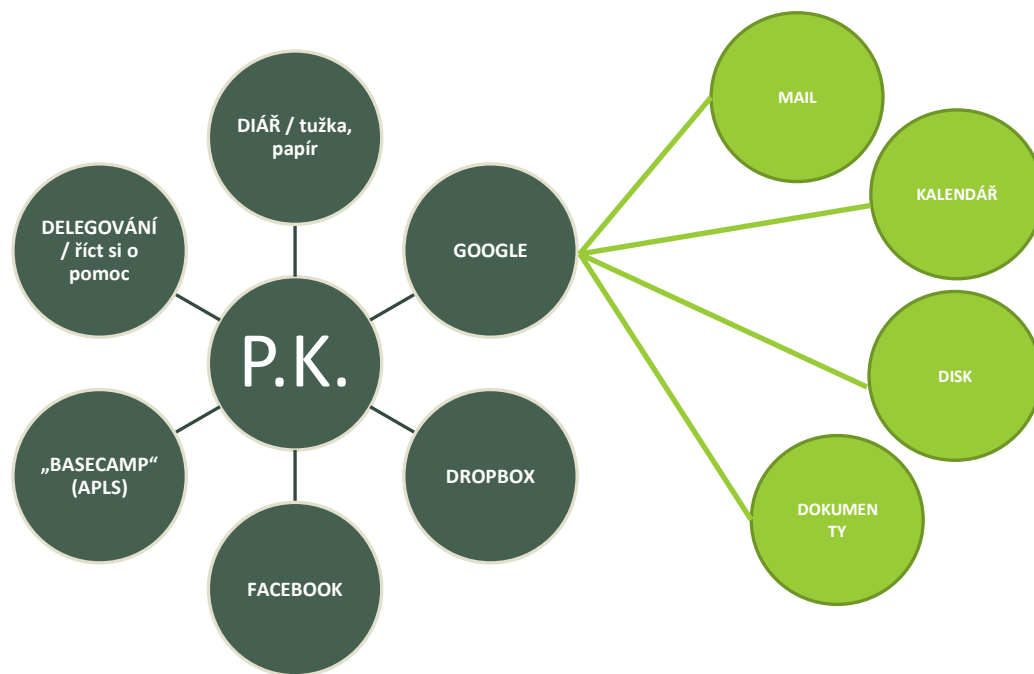 MAIL
DIÁŘ / tužka,
papír
KALENDÁŘ
DELEGOVÁNÍ
/ říct si o
pomoc
GOOGLE
P.K.
DISK
„BASECAMP“
(APLS)
DROPBOX
DOKUMEN
TY
FACEBOOK